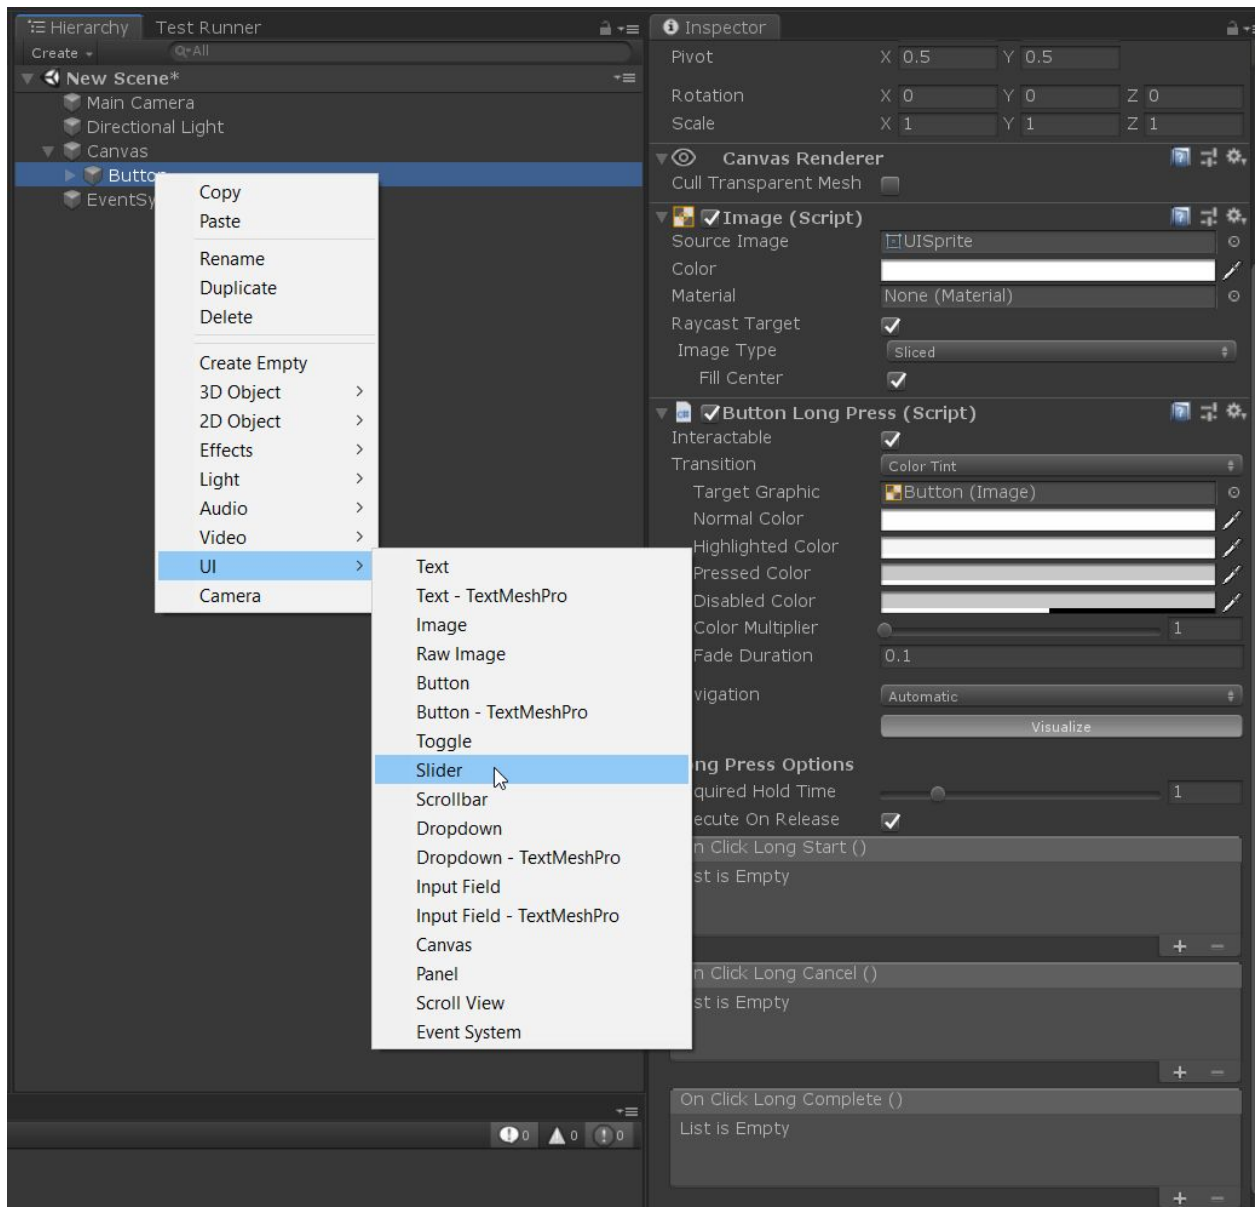 Hierarchy Test Runner
Create All
New Scene*
Main Camera
Directional Light
Canvas
Button
EventSy
Copy
Paste
Rename
Duplicate
Delete
Create Empty
3D Object
2D Object
Effects
Light
Audio
Video
UI
Camera
Text
Text - TextMeshPro
Image
Raw Image
Button
Button - TextMeshPro
Toggle
Slider
Scrollbar
Dropdown
Dropdown - TextMeshPro
Input Field
Input Field - TextMeshPro
Canvas
Panel
Scroll View
Event System
0 0 0
Inspector
Pivot X 0.5 Y 0.5
Rotation X 0 Y 0 Z 0
Scale X 1 Y 1 Z 1
Canvas Renderer
Cull Transparent Mesh
Image (Script)
Source Image UISprite
Color
Material None (Material)
Raycast Target
Image Type Sliced
Fill Center
Button Long Press (Script)
Interactable
Transition Color Tint
Target Graphic Button (Image)
Normal Color
Highlighted Color
Pressed Color
Disabled Color
Color Multiplier 1
Fade Duration 0.1
vigation Automatic
Visualize
ng Press Options
quired Hold Time 1
ecute On Release
n Click Long Start ()
st is Empty
+ −
n Click Long Cancel ()
st is Empty
+ −
On Click Long Complete ()
List is Empty
+ −